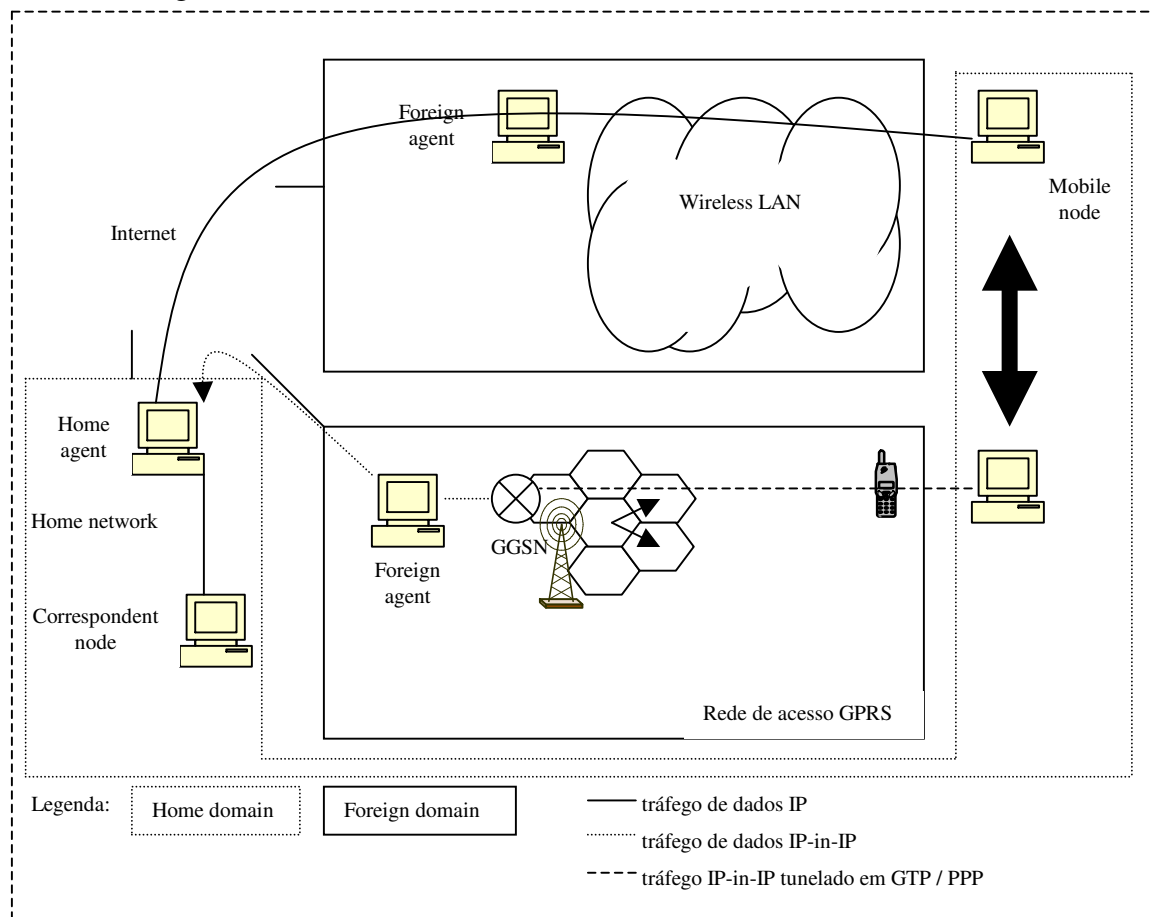 Foreign
agent
Wireless LAN
Mobile
node
Internet
Home
agent
Home network
GGSN
Foreign
agent
Correspondent
node
Rede de acesso GPRS
Legenda:
Home domain
Foreign domain
tráfego de dados IP
tráfego de dados IP-in-IP
tráfego IP-in-IP tunelado em GTP / PPP